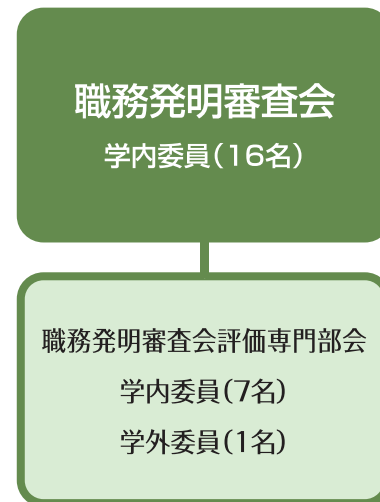 職務発明審査会
学内委員（16名）
職務発明審査会評価専門部会
学内委員（7名）
学外委員（1名）